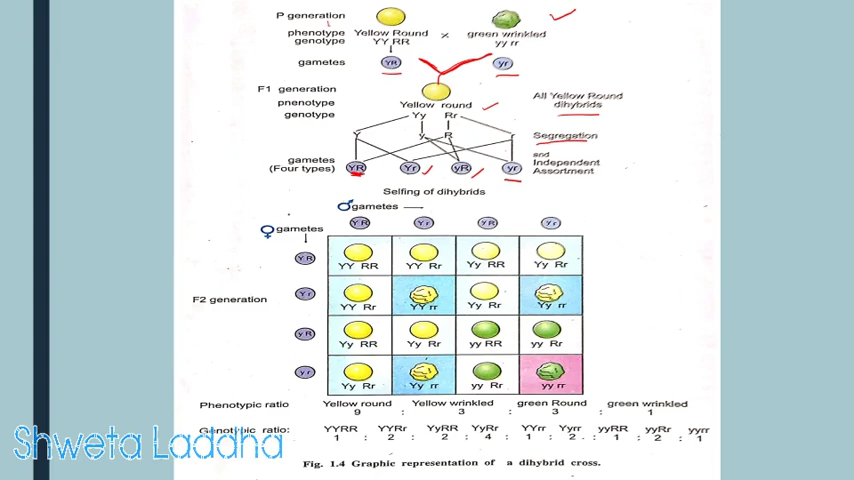 P generation
phenotype Yellow Round × green wrinkled
genotype YY RR yy rr
gametes YR yr
F1 generation
pnenotype Yellow round
genotype Yy Rr
All Yellow Round
dihybrids
Y y R r
Segregation
and
Independent
Assortment
gametes
(Four types) YR Yr yR yr
Selfing of dihybrids
♂gametes
YR Yr yR yr
♀gametes
YR YY RR YY Rr Yy RR Yy Rr
F2 generation
Yr YY Rr YY rr Yy Rr Yy rr
yR Yy RR Yy Rr yy RR yy Rr
yr Yy Rr Yy rr yy Rr yy rr
Phenotypic ratio Yellow round Yellow wrinkled green Round green wrinkled
9 : 3 : 3 : 1
Genotypic ratio: YYRR YYRr YyRR YyRr YYrr Yyrr yyRR yyRr yyrr
1 : 2 : 2 : 4 : 1 : 2 : 1 : 2 : 1
Shweta Laddha
Fig. 1.4 Graphic representation of a dihybrid cross.